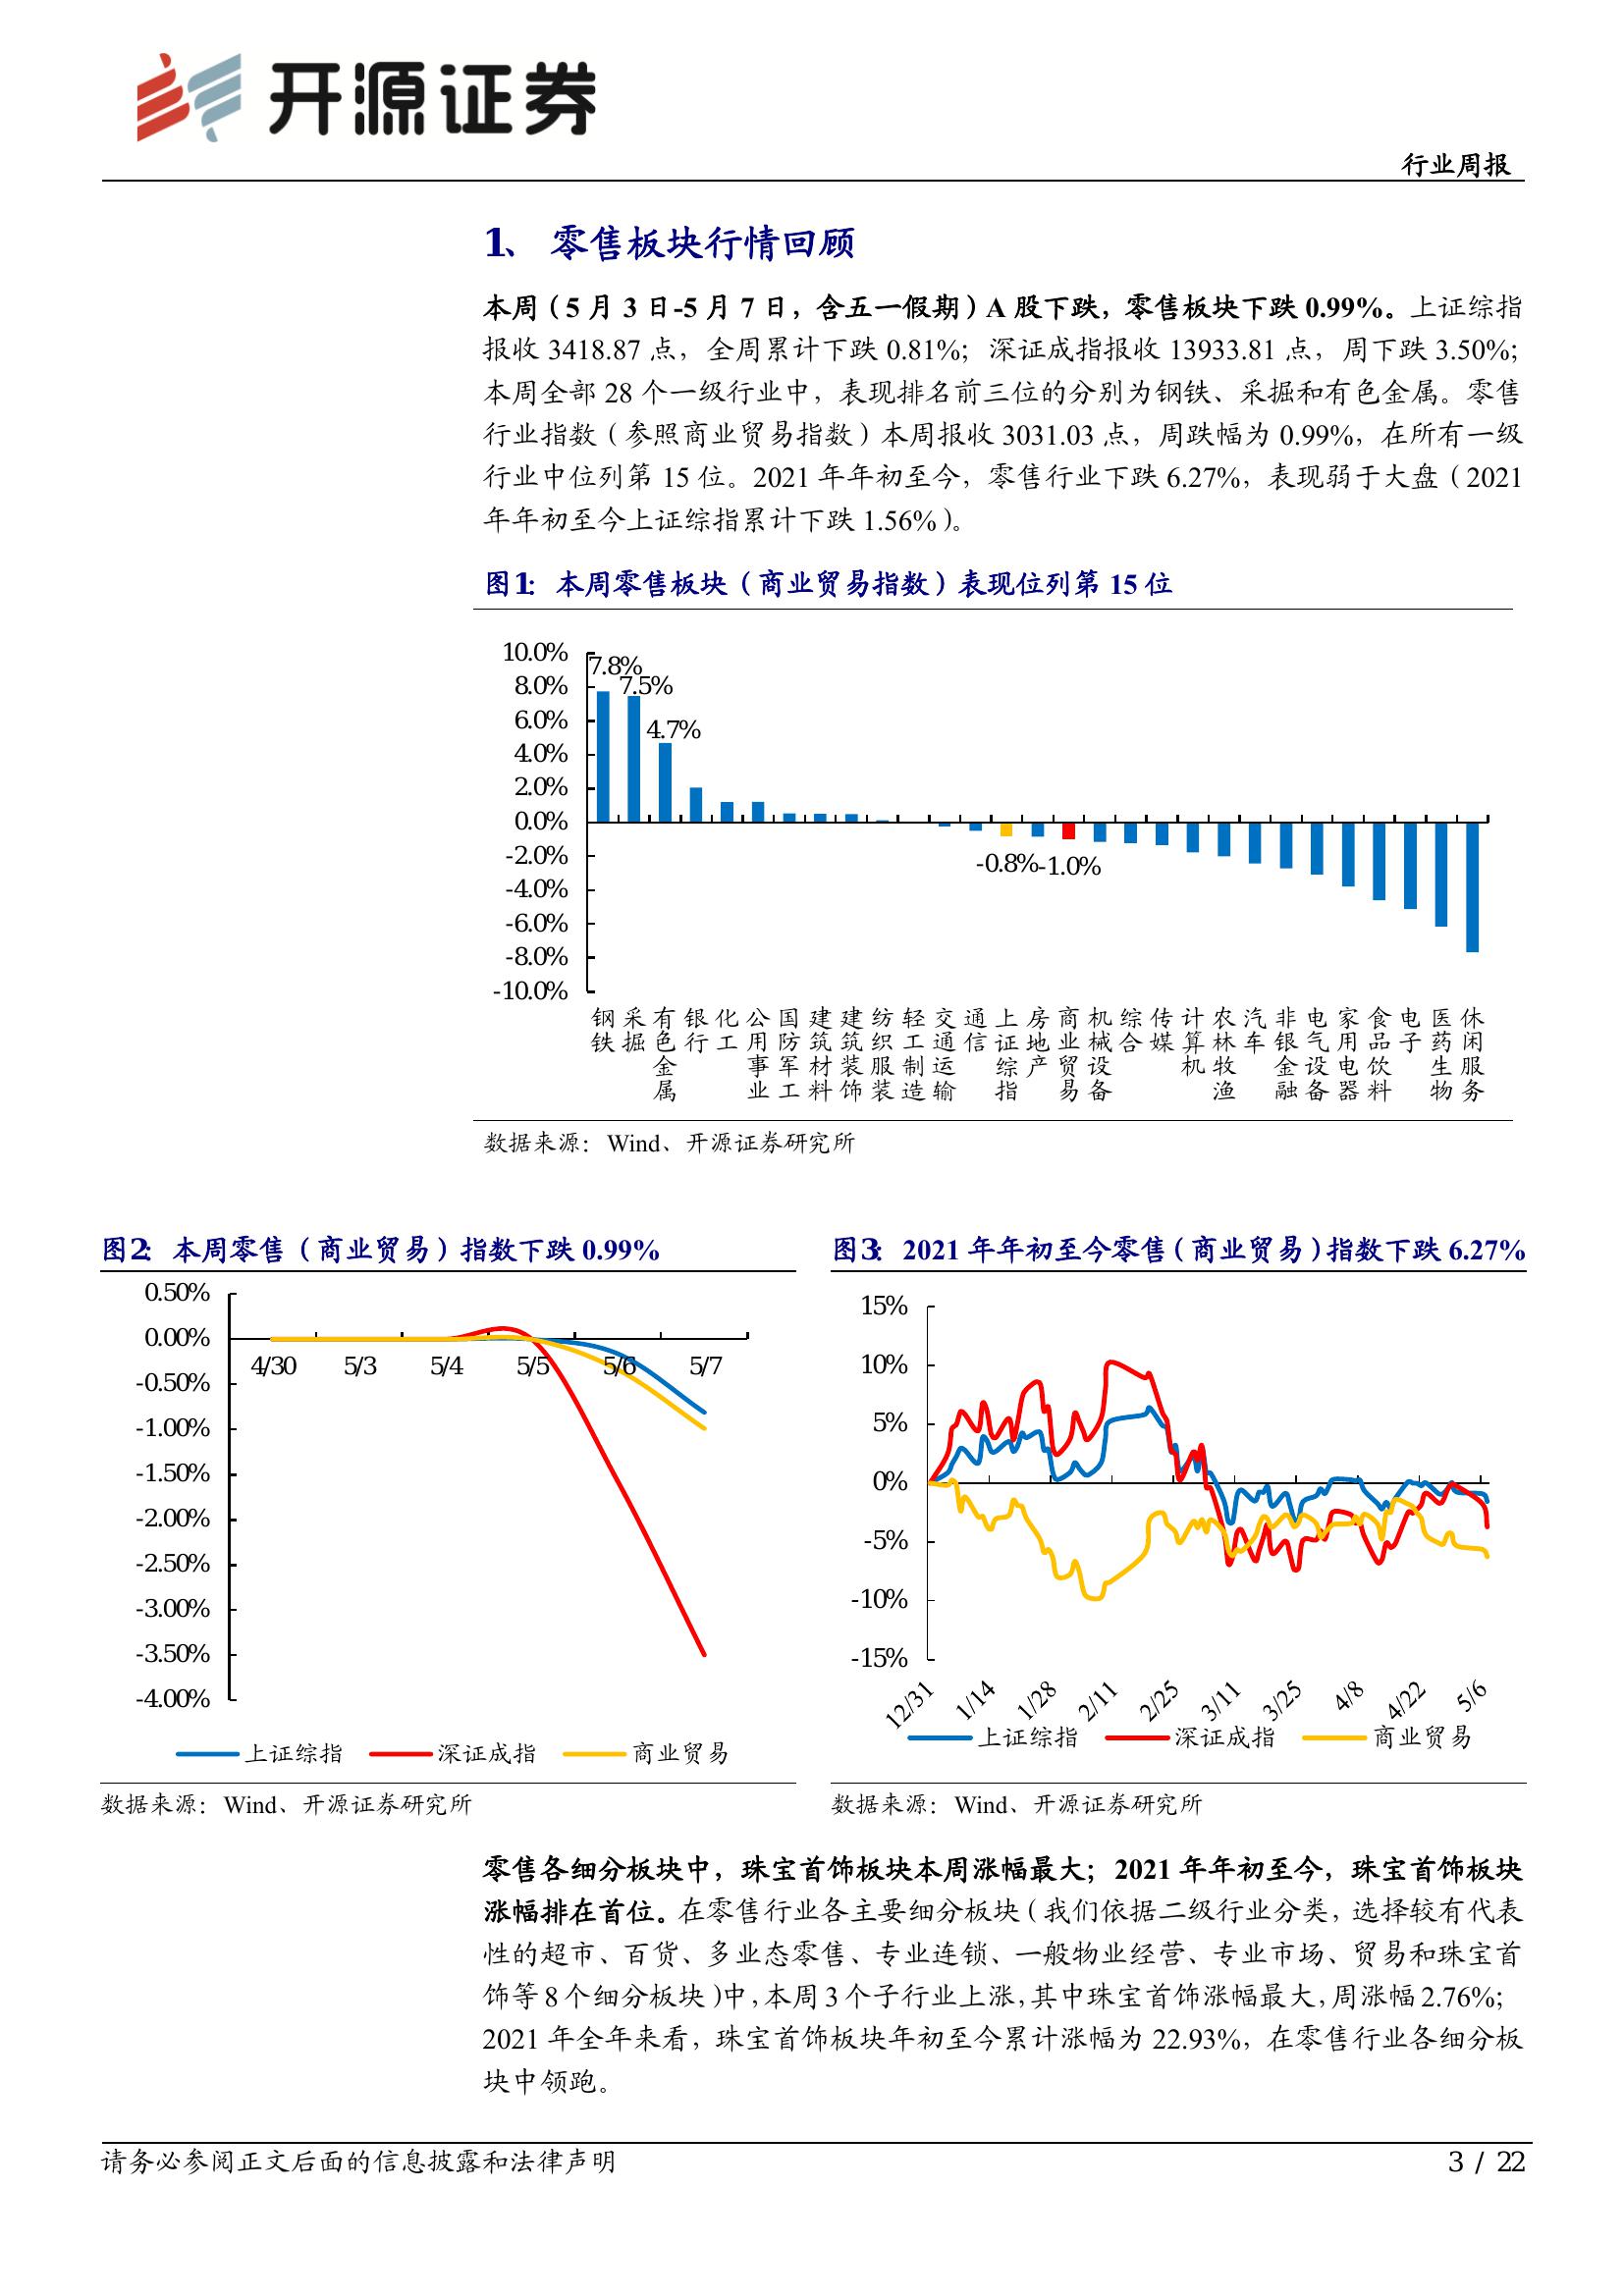 开源证券
行业周报
1、 零售板块行情回顾
本周（5 月 3 日-5 月 7 日，含五一假期）A 股下跌，零售板块下跌 0.99%。上证综指
报收 3418.87 点，全周累计下跌 0.81%；深证成指报收 13933.81 点，周下跌 3.50%；
本周全部 28 个一级行业中，表现排名前三位的分别为钢铁、采掘和有色金属。零售
行业指数（参照商业贸易指数）本周报收 3031.03 点，周跌幅为 0.99%，在所有一级
行业中位列第 15 位。2021 年年初至今，零售行业下跌 6.27%，表现弱于大盘（2021
年年初至今上证综指累计下跌 1.56%）。
图1：本周零售板块（商业贸易指数）表现位列第 15 位
10.0%
8.0%
6.0%
4.0%
2.0%
0.0%
-2.0%
-4.0%
-6.0%
-8.0%
-10.0%
7.8%
7.5%
4.7%
-0.8%
-1.0%
钢铁
采掘
有色金属
银行
化工
公用事业
国防军工
建筑材料
建筑装饰
纺织服装
轻工制造
交通运输
通信
上证综指
房地产
商业贸易
机械设备
综合
传媒
计算机
农林牧渔
汽车
非银金融
电气设备
家用电器
食品饮料
电子
医药生物
休闲服务
数据来源：Wind、开源证券研究所
图2：本周零售（商业贸易）指数下跌 0.99%
0.50%
0.00%
-0.50%
-1.00%
-1.50%
-2.00%
-2.50%
-3.00%
-3.50%
-4.00%
4/30 5/3 5/4 5/5 5/6 5/7
上证综指 深证成指 商业贸易
数据来源：Wind、开源证券研究所
图3：2021 年年初至今零售（商业贸易）指数下跌 6.27%
15%
10%
5%
0%
-5%
-10%
-15%
12/31 1/14 1/28 2/11 2/25 3/11 3/25 4/8 4/22 5/6
上证综指 深证成指 商业贸易
数据来源：Wind、开源证券研究所
零售各细分板块中，珠宝首饰板块本周涨幅最大；2021 年年初至今，珠宝首饰板块
涨幅排在首位。在零售行业各主要细分板块（我们依据二级行业分类，选择较有代表
性的超市、百货、多业态零售、专业连锁、一般物业经营、专业市场、贸易和珠宝首
饰等 8 个细分板块）中，本周 3 个子行业上涨，其中珠宝首饰涨幅最大，周涨幅 2.76%；
2021 年全年来看，珠宝首饰板块年初至今累计涨幅为 22.93%，在零售行业各细分板
块中领跑。
请务必参阅正文后面的信息披露和法律声明
3 / 22